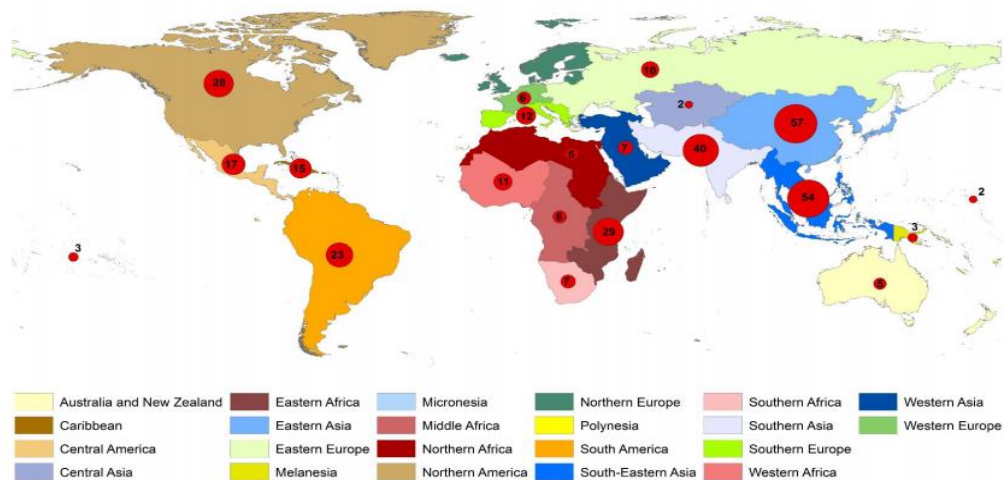 28
10
6
12
2
57
17
15
5
7
40
11
54
2
6
29
3
3
23
7
5
Australia and New Zealand
Eastern Africa
Micronesia
Northern Europe
Southern Africa
Western Asia
Caribbean
Eastern Asia
Middle Africa
Polynesia
Southern Asia
Western Europe
Central America
Eastern Europe
Northern Africa
South America
Southern Europe
Central Asia
Melanesia
Northern America
South-Eastern Asia
Western Africa